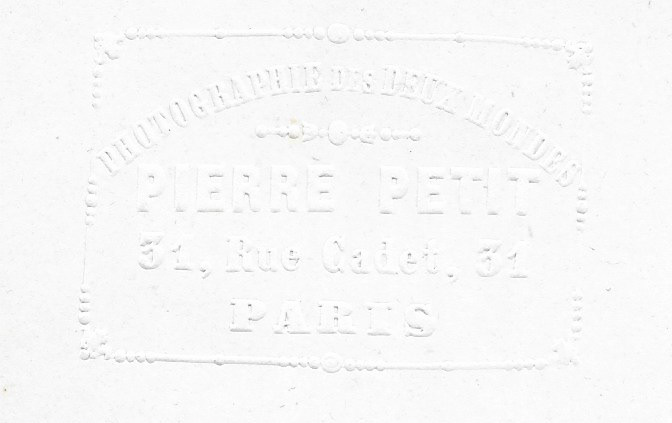 PHOTOGRAPHIE DES DEUX MONDES
PIERRE PETIT
31, Rue Cadet, 31
PARIS